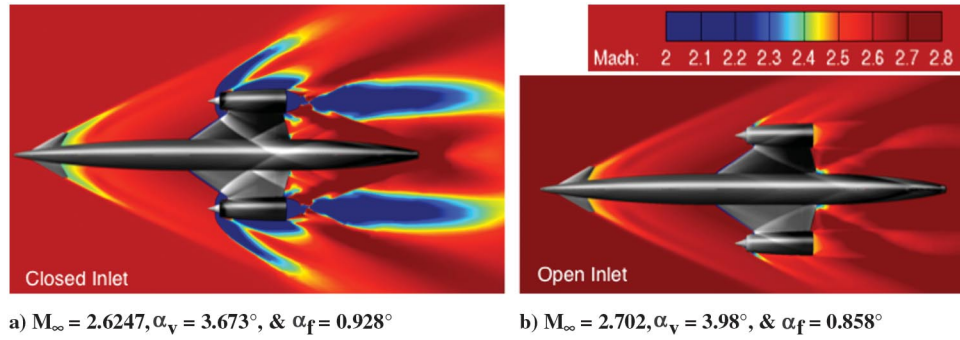 Mach: 2 2.1 2.2 2.3 2.4 2.5 2.6 2.7 2.8
Closed Inlet
Open Inlet
a) M∞ = 2.6247, αv = 3.673°, & αf = 0.928°
b) M∞ = 2.702, αv = 3.98°, & αf = 0.858°